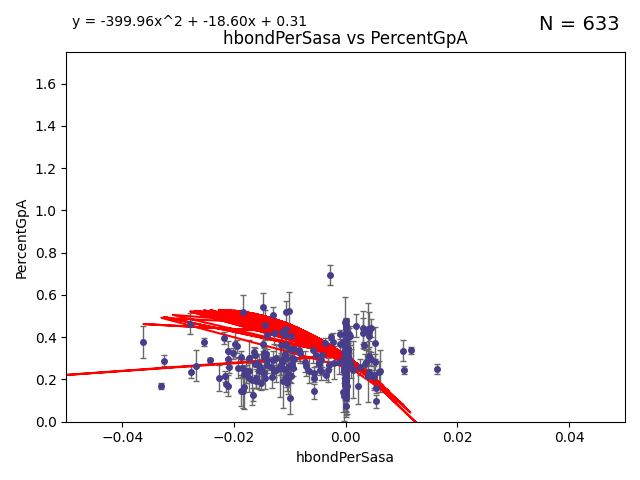 y = -399.96x^2 + -18.60x + 0.31
N = 633
hbondPerSasa vs PercentGpA
1.6
1.4
1.2
1.0
0.8
0.6
0.4
0.2
0.0
PercentGpA
−0.04 −0.02 0.00 0.02 0.04
hbondPerSasa